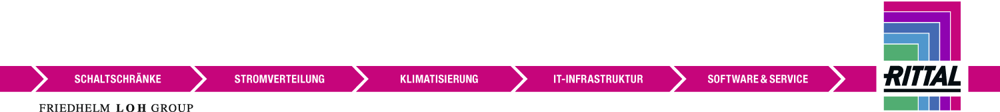 SCHALTSCHRÄNKE STROMVERTEILUNG KLIMATISIERUNG IT-INFRASTRUKTUR SOFTWARE & SERVICE RITTAL
FRIEDHELM LOH GROUP